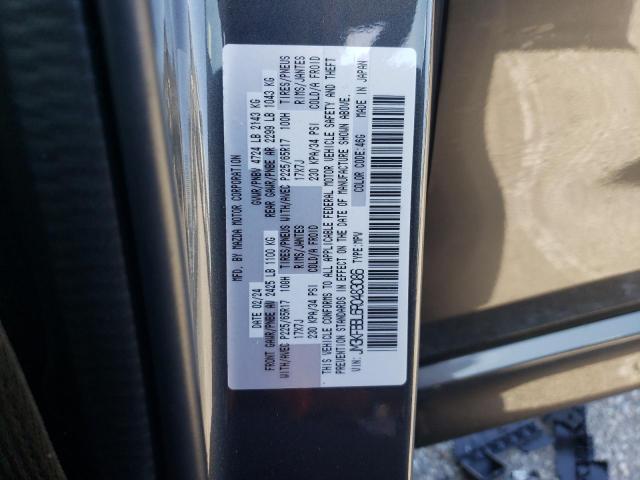 MFD. BY MAZDA MOTOR CORPORATION
DATE 02/24 GVWR/PNBV 4724 LB 2143 KG
FRONT GAWR/PNBE AV 2425 LB 1100 KG REAR GAWR/PNBE AR 2299 LB 1043 KG
WITH/AVEC P225/65R17 100H TIRES/PNEUS WITH/AVEC P225/65R17 100H TIRES/PNEUS
17X7J RIMS/JANTES 17X7J RIMS/JANTES
230 KPA/34 PSI COLD/A FROID 230 KPA/34 PSI COLD/A FROID
THIS VEHICLE CONFORMS TO ALL APPLICABLE FEDERAL MOTOR VEHICLE SAFETY AND THEFT
PREVENTION STANDARDS IN EFFECT ON THE DATE OF MANUFACTURE SHOWN ABOVE.
VIN: JM3KFBBL6R0483086 TYPE: MPV COLOR CODE: 46G MADE IN JAPAN